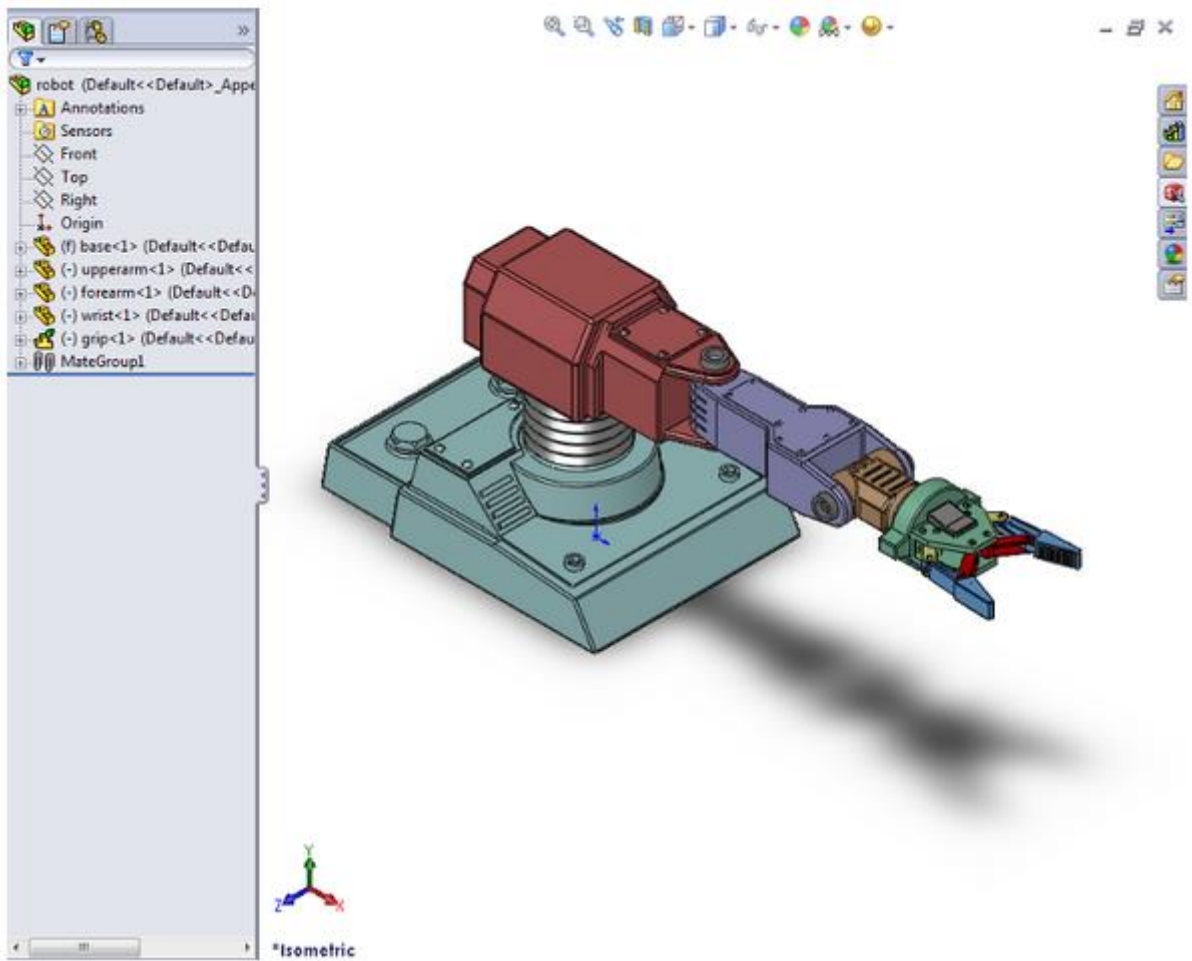 robot (Default<<Default>_Appe
Annotations
Sensors
Front
Top
Right
Origin
(f) base<1> (Default<<Defau
(-) upperarm<1> (Default<<
(-) forearm<1> (Default<<D
(-) wrist<1> (Default<<Defau
(-) grip<1> (Default<<Defau
MateGroup1
Y
Z X
*Isometric